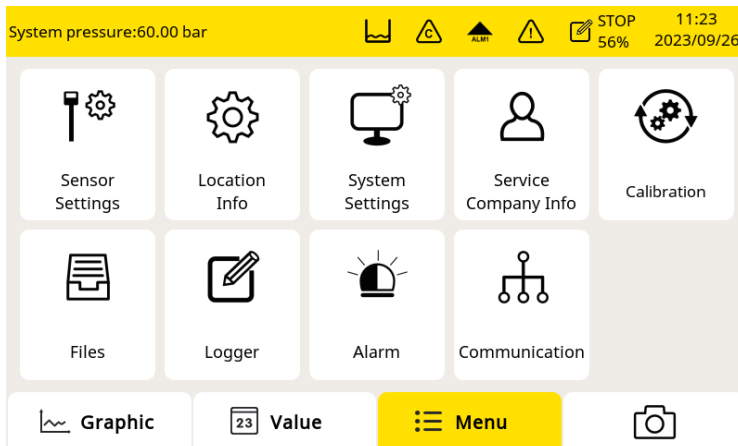 System pressure:60.00 bar
C
ALM1
!
STOP
56%
11:23
2023/09/26
Sensor
Settings
Location
Info
System
Settings
Service
Company Info
Calibration
Files
Logger
Alarm
Communication
Graphic
23
Value
Menu